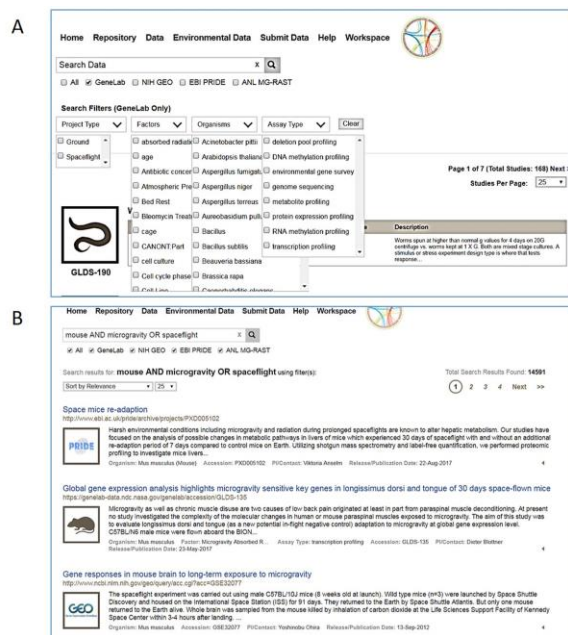 A
Home Repository Data Environmental Data Submit Data Help Workspace
Search Data x
All GeneLab NIH GEO EBI PRIDE ANL MG-RAST
Search Filters (GeneLab Only)
Project Type Factors Organisms Assay Type Clear
Ground absorbed radiati Acinetobacter pittii deletion pool profiling
Spaceflight age Arabidopsis thaliana DNA methylation profiling
Antibiotic concer Aspergillus fumigatu environmental gene survey
Atmospheric Pre Aspergillus niger genome sequencing
Bed Rest Aspergillus terreus metabolite profiling
Bleomycin Treat Aureobasidium pullu protein expression profiling
cage Bacillus RNA methylation profiling
CANONT:Part Bacillus subtilis transcription profiling
cell culture Beauveria bassiana
Cell cycle phase Brassica rapa
Cell Line Caenorhabditis elegans
Page 1 of 7 (Total Studies: 168) Next
Studies Per Page: 25
Description
Worms spun at higher than normal g values for 4 days on 20G
centrifuge vs. worms kept at 1 X G. Both are mixed stage cultures. A
stimulus or stress experiment design type is where that tests
response...
GLDS-190
B
Home Repository Data Environmental Data Submit Data Help Workspace
mouse AND microgravity OR spaceflight x
All GeneLab NIH GEO EBI PRIDE ANL MG-RAST
Search results for: mouse AND microgravity OR spaceflight using filter(s):
Total Search Results Found: 14591
Sort by Relevance 25
1 2 3 4 Next >>
Space mice re-adaption
http://www.ebi.ac.uk/pride/archive/projects/PXD005102
PRIDE
Harsh environmental conditions including microgravity and radiation during prolonged spaceflights are known to alter hepatic metabolism. Our studies have
focused on the analysis of possible changes in metabolic pathways in livers of mice which experienced 30 days of spaceflight with and without an additional
re-adaption period of 7 days compared to control mice on Earth. Utilizing shotgun mass spectrometry and label-free quantification, we performed proteomic
profiling to investigate mice livers...
Organism: Mus musculus (Mouse) Accession: PXD005102 PI/Contact: Viktoria Anselm Release/Publication Date: 22-Aug-2017
Global gene expression analysis highlights microgravity sensitive key genes in longissimus dorsi and tongue of 30 days space-flown mice
https://genelab-data.ndc.nasa.gov/genelab/accession/GLDS-135
Microgravity as well as chronic muscle disuse are two causes of low back pain originated at least in part from paraspinal muscle deconditioning. At present
no study investigated the complexity of the molecular changes in human or mouse paraspinal muscles exposed to microgravity. The aim of this study was
to evaluate longissimus dorsi and tongue (as a new potential in-flight negative control) adaptation to microgravity at global gene expression level.
C57BL/N6 male mice were flown aboard the BION...
Organism: Mus musculus Factor: Microgravity Absorbed R... Assay Type: transcription profiling Accession: GLDS-135 PI/Contact: Dieter Blottner
Release/Publication Date: 23-May-2017
Gene responses in mouse brain to long-term exposure to microgravity
http://www.ncbi.nlm.nih.gov/geo/query/acc.cgi?acc=GSE32077
GEO
The spaceflight experiment was carried out using male C57BL/10J mice (8 weeks old at launch). Wild type mice (n=3) were launched by Space Shuttle
Discovery and housed on the International Space Station (ISS) for 91 days. They returned to the Earth by Space Shuttle Atlantis. But only one mouse
returned to the Earth alive. Whole brain was sampled from the mouse killed by inhalation of carbon dioxide at the Life Sciences Support Facility of Kennedy
Space Center within 3-4 hours after landing. ...
Organism: Mus musculus Accession: GSE32077 PI/Contact: Yoshinobu Ohira Release/Publication Date: 13-Sep-2012